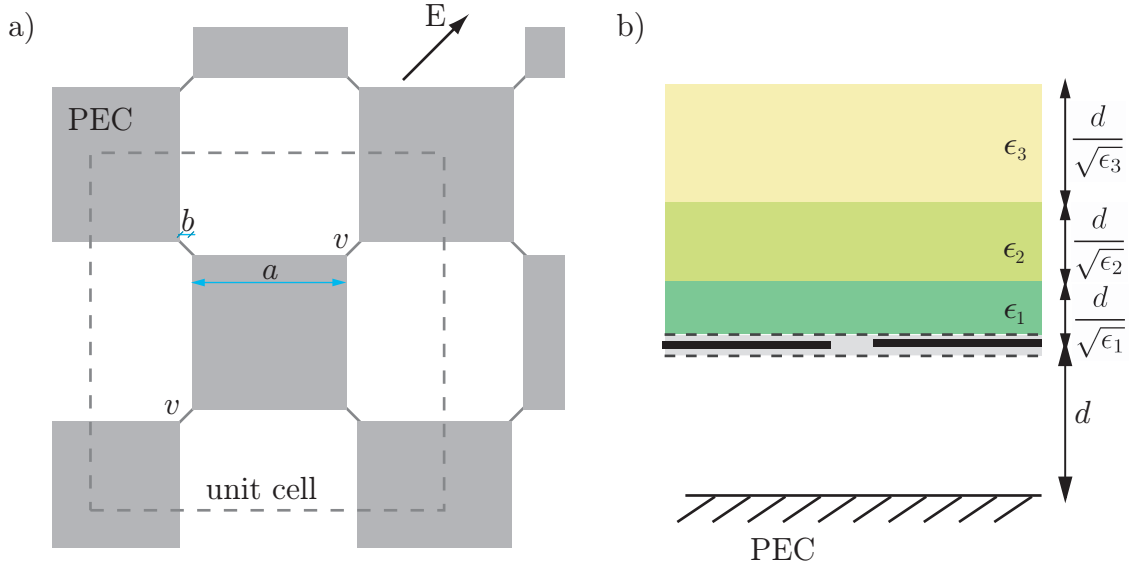 a)
E
PEC
b
v
a
v
unit cell
b)
ϵ₃
d/√ϵ₃
ϵ₂
d/√ϵ₂
ϵ₁
d/√ϵ₁
d
PEC